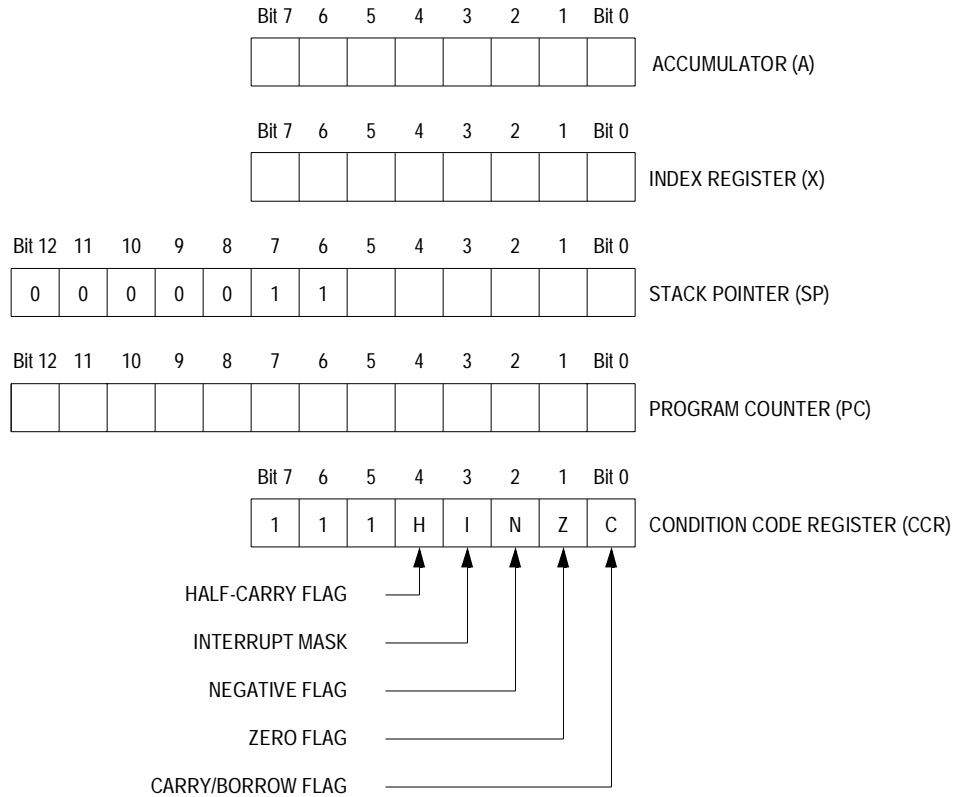 Bit 7 6 5 4 3 2 1 Bit 0
ACCUMULATOR (A)
Bit 7 6 5 4 3 2 1 Bit 0
INDEX REGISTER (X)
Bit 12 11 10 9 8 7 6 5 4 3 2 1 Bit 0
0 0 0 0 0 1 1 STACK POINTER (SP)
Bit 12 11 10 9 8 7 6 5 4 3 2 1 Bit 0
PROGRAM COUNTER (PC)
Bit 7 6 5 4 3 2 1 Bit 0
1 1 1 H I N Z C CONDITION CODE REGISTER (CCR)
HALF-CARRY FLAG
INTERRUPT MASK
NEGATIVE FLAG
ZERO FLAG
CARRY/BORROW FLAG